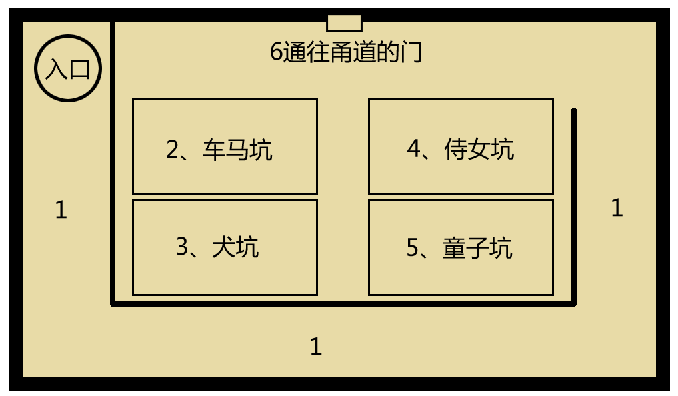 6通往甬道的门
入口
2、车马坑
4、侍女坑
1
1
3、犬坑
5、童子坑
1